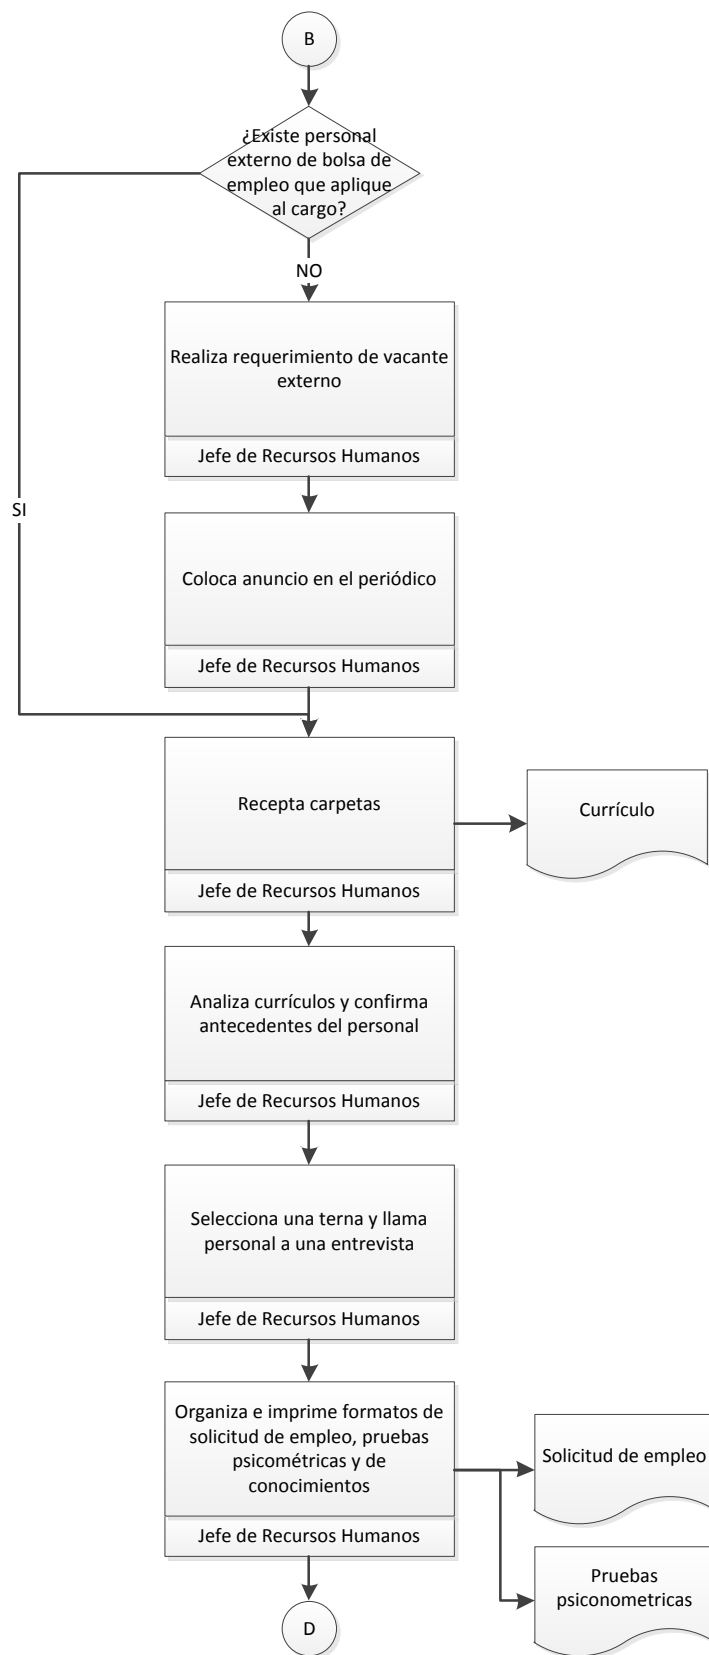 B
¿Existe personal
externo de bolsa de
empleo que aplique
al cargo?
NO
Realiza requerimiento de vacante
externo
Jefe de Recursos Humanos
SI
Coloca anuncio en el periódico
Jefe de Recursos Humanos
Recepta carpetas
Currículo
Jefe de Recursos Humanos
Analiza currículos y confirma
antecedentes del personal
Jefe de Recursos Humanos
Selecciona una terna y llama
personal a una entrevista
Jefe de Recursos Humanos
Organiza e imprime formatos de
solicitud de empleo, pruebas
psicométricas y de
conocimientos
Solicitud de empleo
Jefe de Recursos Humanos
Pruebas
psiconometricas
D